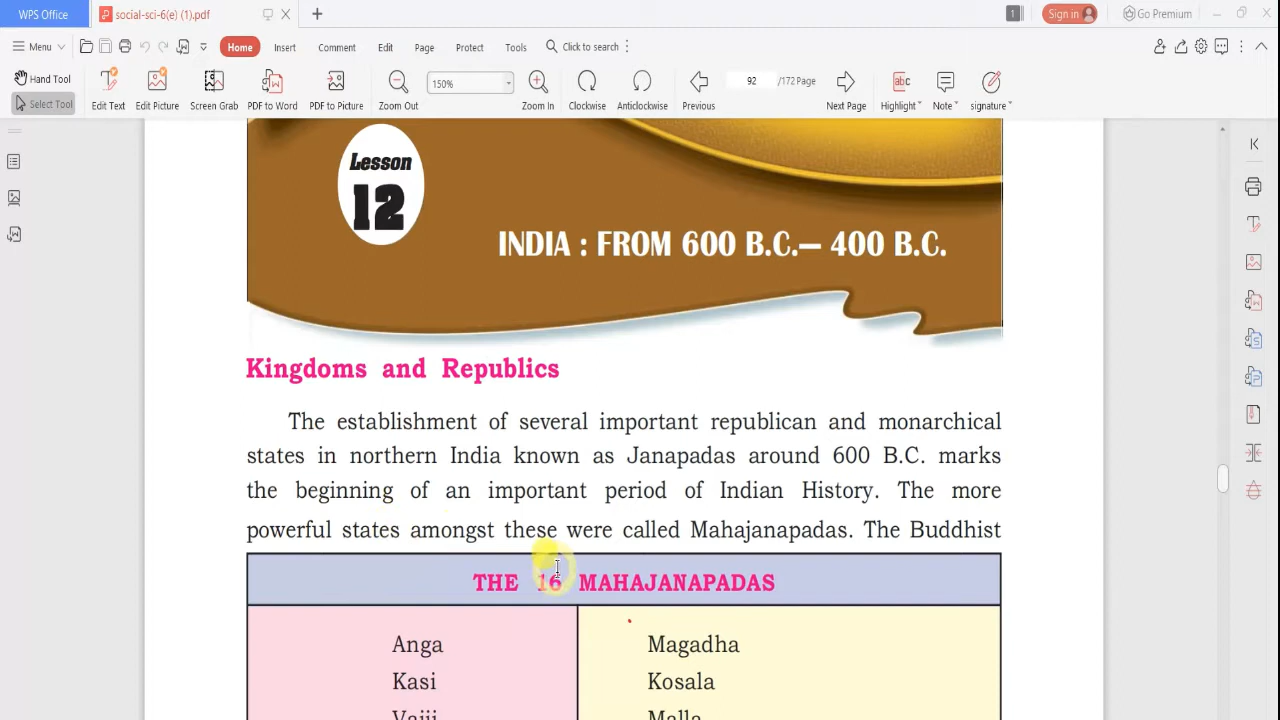 WPS Office
social-sci-6(e) (1).pdf
1
Sign in
Go Premium
Menu
Home
Insert
Comment
Edit
Page
Protect
Tools
Click to search
Hand Tool
Select Tool
Edit Text
Edit Picture
Screen Grab
PDF to Word
PDF to Picture
Zoom Out
150%
Zoom In
Clockwise
Anticlockwise
Previous
92
/172 Page
Next Page
Highlight
Note
signature
Lesson
12
INDIA : FROM 600 B.C.— 400 B.C.
Kingdoms and Republics
The establishment of several important republican and monarchical
states in northern India known as Janapadas around 600 B.C. marks
the beginning of an important period of Indian History. The more
powerful states amongst these were called Mahajanapadas. The Buddhist
THE 16 MAHAJANAPADAS
Anga Magadha
Kasi Kosala
Vajji Malla